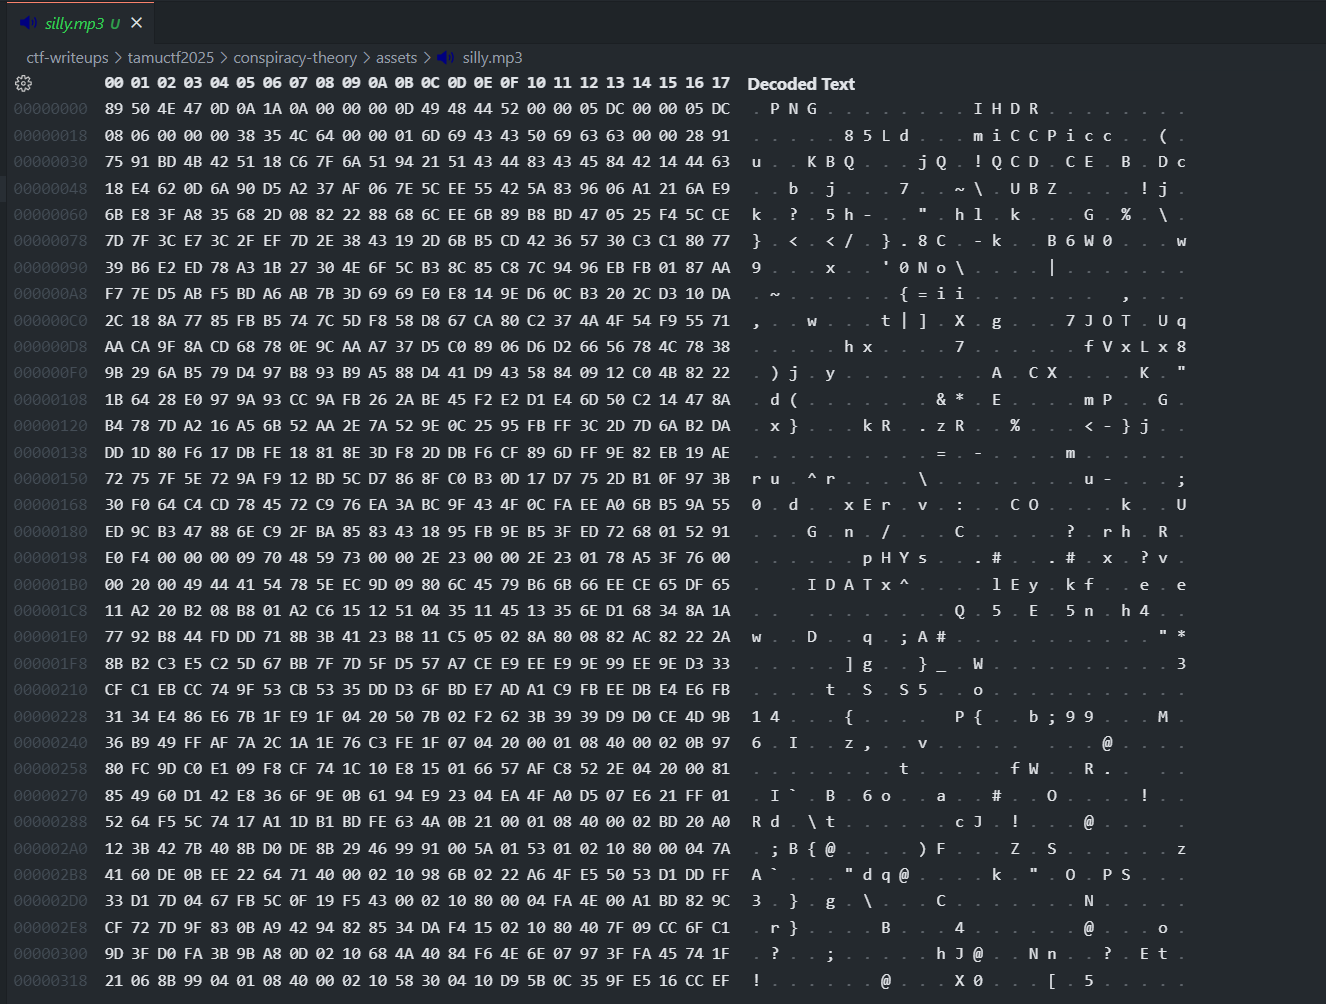 silly.mp3 U ×
ctf-writeups > tamuctf2025 > conspiracy-theory > assets > silly.mp3
00 01 02 03 04 05 06 07 08 09 0A 0B 0C 0D 0E 0F 10 11 12 13 14 15 16 17 Decoded Text
00000000 89 50 4E 47 0D 0A 1A 0A 00 00 00 0D 49 48 44 52 00 00 05 DC 00 00 05 DC . P N G . . . . . . . . I H D R . . . . . . . .
00000018 08 06 00 00 00 38 35 4C 64 00 00 01 6D 69 43 43 50 69 63 63 00 00 28 91 . . . . . 8 5 L d . . . m i C C P i c c . . ( .
00000030 75 91 BD 4B 42 51 18 C6 7F 6A 51 94 21 51 43 44 83 43 45 84 42 14 44 63 u . . K B Q . . . j Q . ! Q C D . C E . B . D c
00000048 18 E4 62 0D 6A 90 D5 A2 37 AF 06 7E 5C EE 55 42 5A 83 96 06 A1 21 6A E9 . . b . j . . . 7 . . ~ \ . U B Z . . . . ! j .
00000060 6B E8 3F A8 35 68 2D 08 82 22 88 68 6C EE 6B 89 B8 BD 47 05 25 F4 5C CE k . ? . 5 h - . . " . h l . k . . . G . % . \ .
00000078 7D 7F 3C E7 3C 2F EF 7D 2E 38 43 19 2D 6B B5 CD 42 36 57 30 C3 C1 80 77 } . < . < / . } . 8 C . - k . . B 6 W 0 . . . w
00000090 39 B6 E2 ED 78 A3 1B 27 30 4E 6F 5C B3 8C 85 C8 7C 94 96 EB FB 01 87 AA 9 . . . x . . ' 0 N o \ . . . . | . . . . . . .
000000A8 F7 7E D5 AB F5 BD A6 AB 7B 3D 69 69 E0 E8 14 9E D6 0C B3 20 2C D3 10 DA . ~ . . . . . . { = i i . . . . . . .   , . . .
000000C0 2C 18 8A 77 85 FB B5 74 7C 5D F8 58 D8 67 CA 80 C2 37 4A 4F 54 F9 55 71 , . . w . . . t | ] . X . g . . . 7 J O T . U q
000000D8 AA CA 9F 8A CD 68 78 0E 9C AA A7 37 D5 C0 89 06 D6 D2 66 56 78 4C 78 38 . . . . . h x . . . . 7 . . . . . . f V x L x 8
000000F0 9B 29 6A B5 79 D4 97 B8 93 B9 A5 88 D4 41 D9 43 58 84 09 12 C0 4B 82 22 . ) j . y . . . . . . . . A . C X . . . . K . "
00000108 1B 64 28 E0 97 9A 93 CC 9A FB 26 2A BE 45 F2 E2 D1 E4 6D 50 C2 14 47 8A . d ( . . . . . . . & * . E . . . . m P . . G .
00000120 B4 78 7D A2 16 A5 6B 52 AA 2E 7A 52 9E 0C 25 95 FB FF 3C 2D 7D 6A B2 DA . x } . . . k R . . z R . . % . . . < - } j . .
00000138 DD 1D 80 F6 17 DB FE 18 81 8E 3D F8 2D DB F6 CF 89 6D FF 9E 82 EB 19 AE . . . . . . . . . . = . - . . . . m . . . . . .
00000150 72 75 7F 5E 72 9A F9 12 BD 5C D7 86 8F C0 B3 0D 17 D7 75 2D B1 0F 97 3B r u . ^ r . . . . \ . . . . . . . . u - . . . ;
00000168 30 F0 64 C4 CD 78 45 72 C9 76 EA 3A BC 9F 43 4F 0C FA EE A0 6B B5 9A 55 0 . d . . x E r . v . : . . C O . . . . k . . U
00000180 ED 9C B3 47 88 6E C9 2F BA 85 83 43 18 95 FB 9E B5 3F ED 72 68 01 52 91 . . . G . n . / . . . C . . . . . ? . r h . R .
00000198 E0 F4 00 00 00 09 70 48 59 73 00 00 2E 23 00 00 2E 23 01 78 A5 3F 76 00 . . . . . . p H Y s . . . # . . . # . x . ? v .
000001B0 00 20 00 49 44 41 54 78 5E EC 9D 09 80 6C 45 79 B6 6B 66 EE CE 65 DF 65 .   . I D A T x ^ . . . . l E y . k f . . e . e
000001C8 11 A2 20 B2 08 B8 01 A2 C6 15 12 51 04 35 11 45 13 35 6E D1 68 34 8A 1A . .   . . . . . . . . Q . 5 . E . 5 n . h 4 . .
000001E0 77 92 B8 44 FD DD 71 8B 3B 41 23 B8 11 C5 05 02 8A 80 08 82 AC 82 22 2A w . . D . . q . ; A # . . . . . . . . . . . " *
000001F8 8B B2 C3 E5 C2 5D 67 BB 7F 7D 5F D5 57 A7 CE E9 EE E9 9E 99 EE 9E D3 33 . . . . . ] g . . } _ . W . . . . . . . . . . 3
00000210 CF C1 EB CC 74 9F 53 CB 53 35 DD D3 6F BD E7 AD A1 C9 FB EE DB E4 E6 FB . . . . t . S . S 5 . . o . . . . . . . . . . .
00000228 31 34 E4 86 E6 7B 1F E9 1F 04 20 50 7B 02 F2 62 3B 39 39 D9 D0 CE 4D 9B 1 4 . . . { . . . .   P { . . b ; 9 9 . . . M .
00000240 36 B9 49 FF AF 7A 2C 1A 1E 76 C3 FE 1F 07 04 20 00 01 08 40 00 02 0B 97 6 . I . . z , . . v . . . . .   . . . @ . . . .
00000258 80 FC 9D C0 E1 09 F8 CF 74 1C 10 E8 15 01 66 57 AF C8 52 2E 04 20 00 81 . . . . . . . . t . . . . . f W . . R . .   . .
00000270 85 49 60 D1 42 E8 36 6F 9E 0B 61 94 E9 23 04 EA 4F A0 D5 07 E6 21 FF 01 . I ` . B . 6 o . . a . . # . . O . . . . ! . .
00000288 52 64 F5 5C 74 17 A1 1D B1 BD FE 63 4A 0B 21 00 01 08 40 00 02 BD 20 A0 R d . \ t . . . . . . c J . ! . . . @ . . .   .
000002A0 12 3B 42 7B 40 8B D0 DE 8B 29 46 99 91 00 5A 01 53 01 02 10 80 00 04 7A . ; B { @ . . . . ) F . . . Z . S . . . . . . z
000002B8 41 60 DE 0B EE 22 64 71 40 00 02 10 98 6B 02 22 A6 4F E5 50 53 D1 DD FF A ` . . . " d q @ . . . . k . " . O . P S . . .
000002D0 33 D1 7D 04 67 FB 5C 0F 19 F5 43 00 02 10 80 00 04 FA 4E 00 A1 BD 82 9C 3 . } . g . \ . . . C . . . . . . . N . . . . .
000002E8 CF 72 7D 9F 83 0B A9 42 94 82 85 34 DA F4 15 02 10 80 40 7F 09 CC 6F C1 . r } . . . . B . . . 4 . . . . . . @ . . . o .
00000300 9D 3F D0 FA 3B 9B A8 0D 02 10 68 4A 40 84 F6 4E 6E 07 97 3F FA 45 74 1F . ? . . ; . . . . . h J @ . . N n . . ? . E t .
00000318 21 06 8B 99 04 01 08 40 00 02 10 58 30 04 10 D9 5B 0C 35 9F E5 16 CC EF ! . . . . . . @ . . . X 0 . . . [ . 5 . . . . .